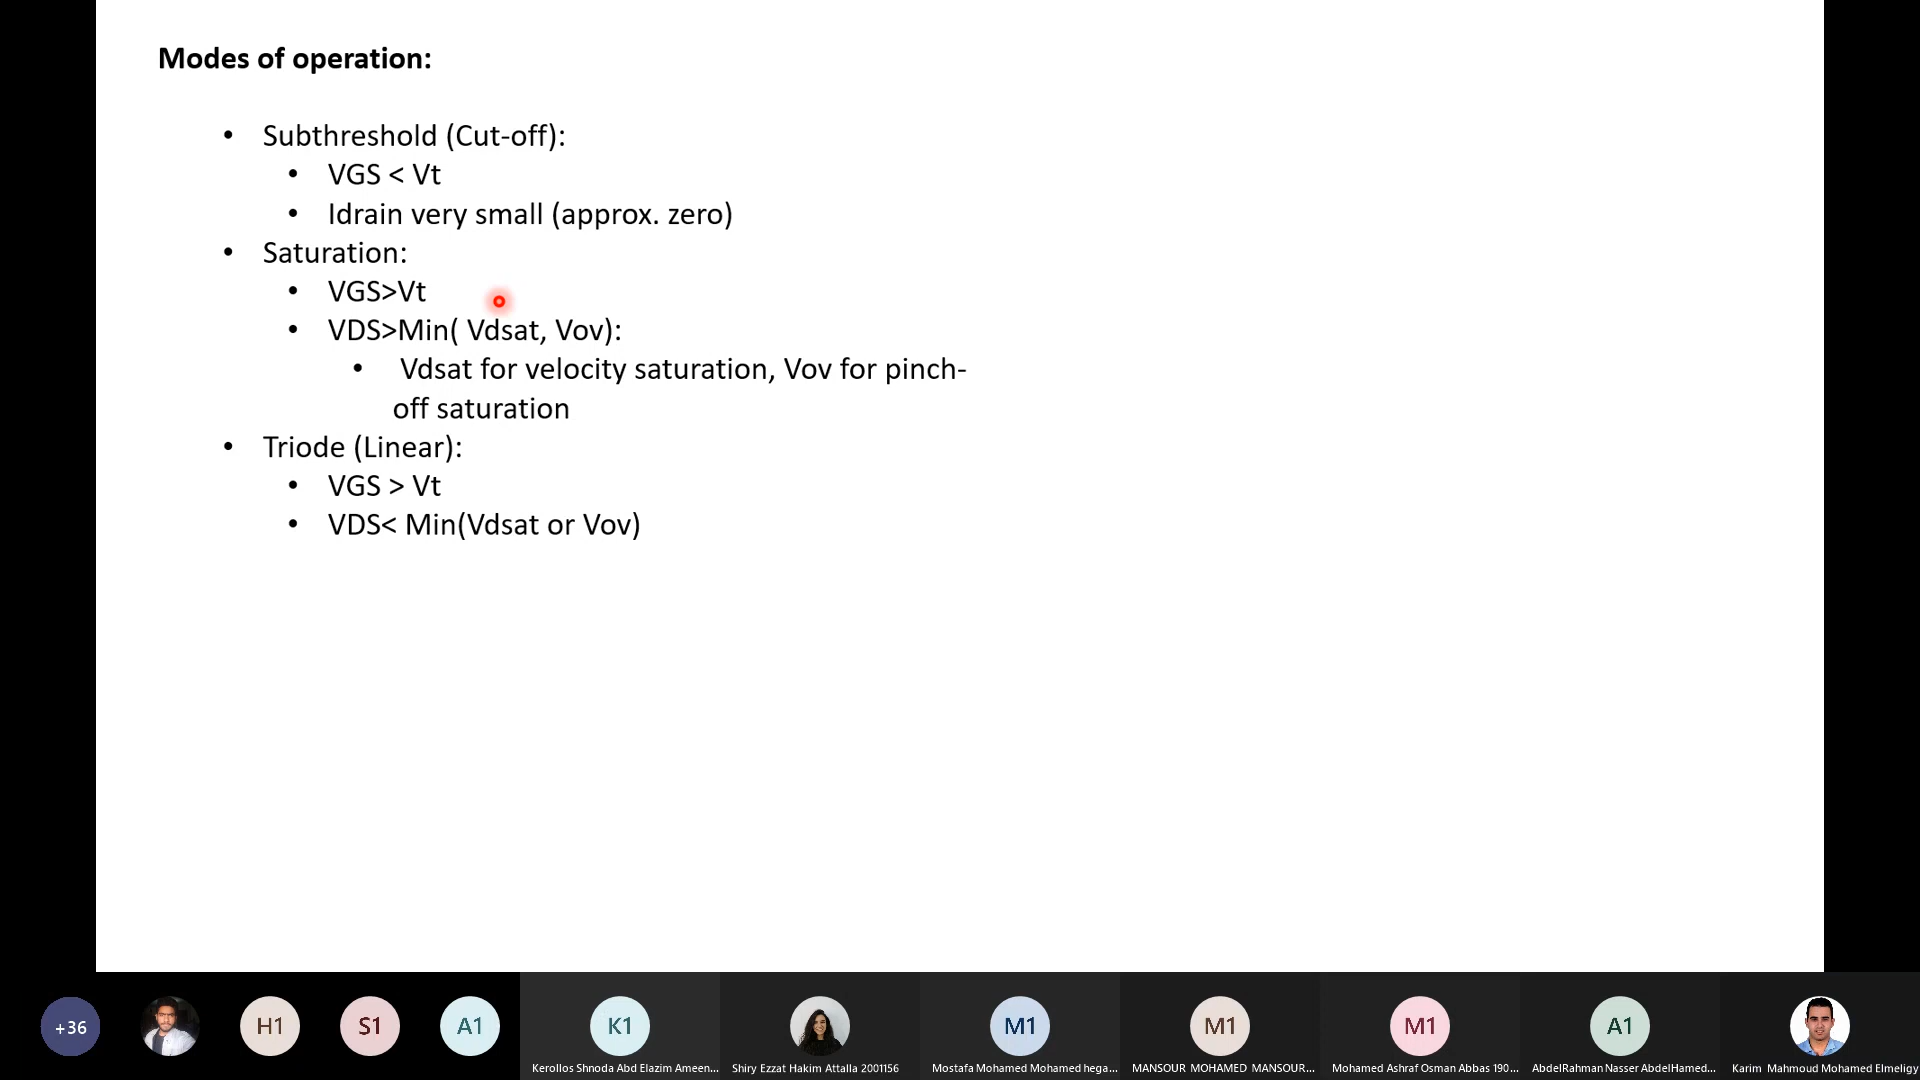 Modes of operation:
• Subthreshold (Cut-off):
• VGS < Vt
• Idrain very small (approx. zero)
• Saturation:
• VGS>Vt
• VDS>Min( Vdsat, Vov):
• Vdsat for velocity saturation, Vov for pinch-
off saturation
• Triode (Linear):
• VGS > Vt
• VDS< Min(Vdsat or Vov)
+36
H1
S1
A1
K1
M1
M1
M1
A1
Kerollos Shnoda Abd Elazim Ameen...
Shiry Ezzat Hakim Attalla 2001156
Mostafa Mohamed Mohamed hega...
MANSOUR MOHAMED MANSOUR...
Mohamed Ashraf Osman Abbas 190...
AbdelRahman Nasser AbdelHamed...
Karim Mahmoud Mohamed Elmeligy